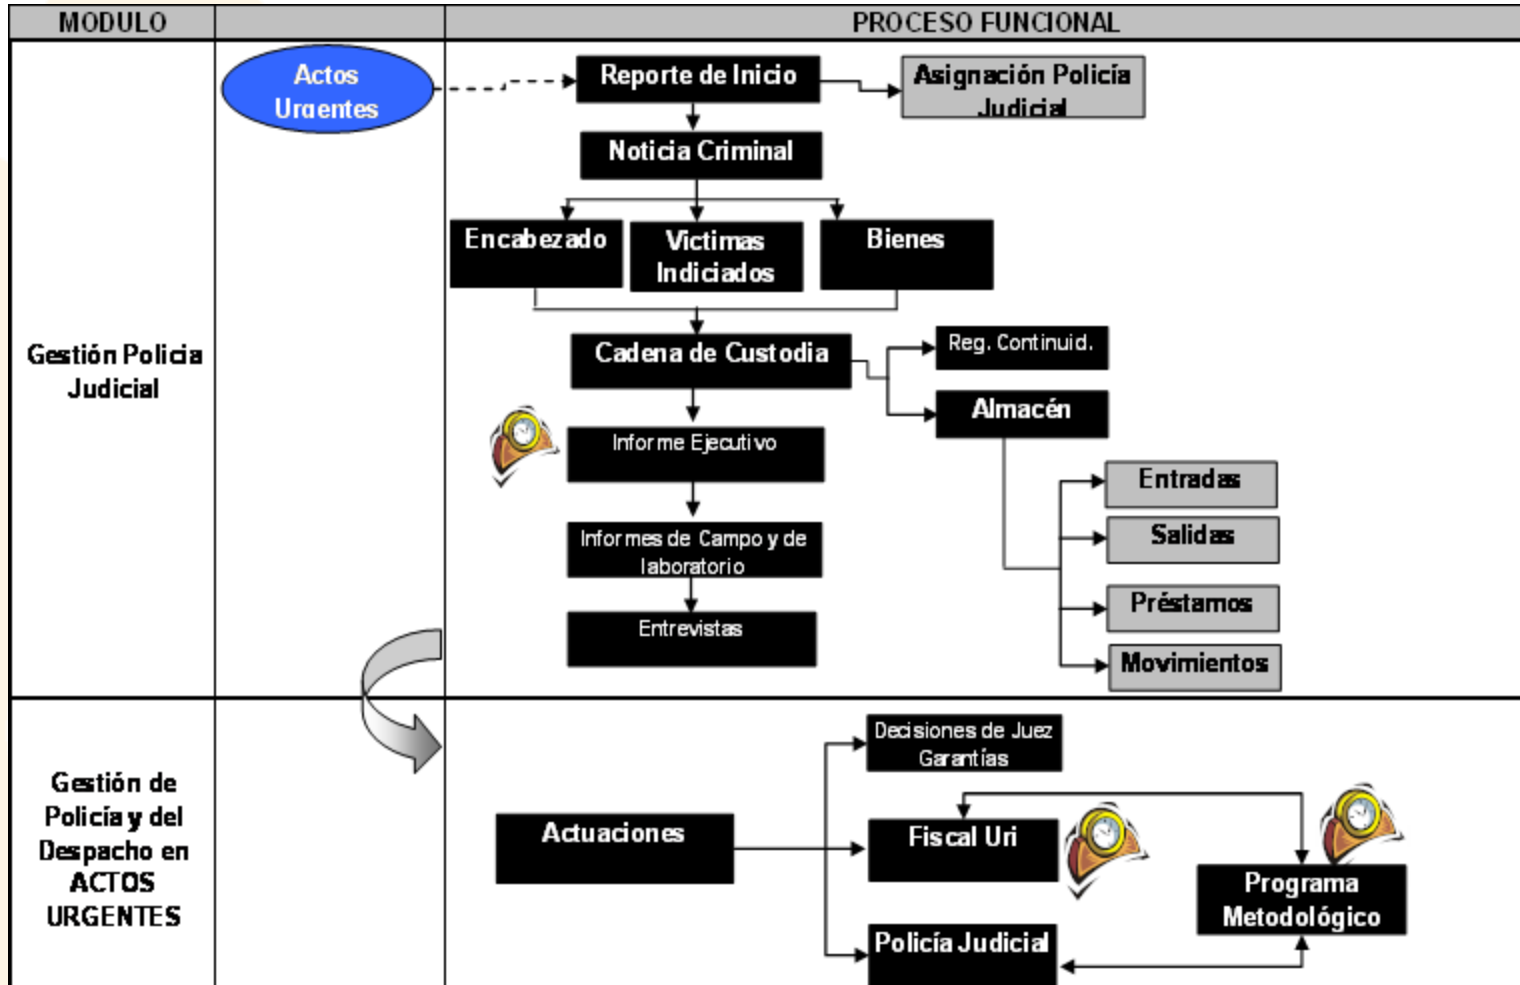 MODULO
PROCESO FUNCIONAL
Actos
Urgentes
Reporte de Inicio
Asignación Policía
Judicial
Noticia Criminal
Encabezado
Victimas
Indiciados
Bienes
Gestión Policia
Judicial
Cadena de Custodia
Reg. Continuid.
Almacén
Informe Ejecutivo
Entradas
Salidas
Informes de Campo y de
laboratorio
Préstamos
Entrevistas
Movimientos
Gestión de
Policía y del
Despacho en
ACTOS
URGENTES
Decisiones de Juez
Garantías
Actuaciones
Fiscal Uri
Programa
Metodológico
Policía Judicial